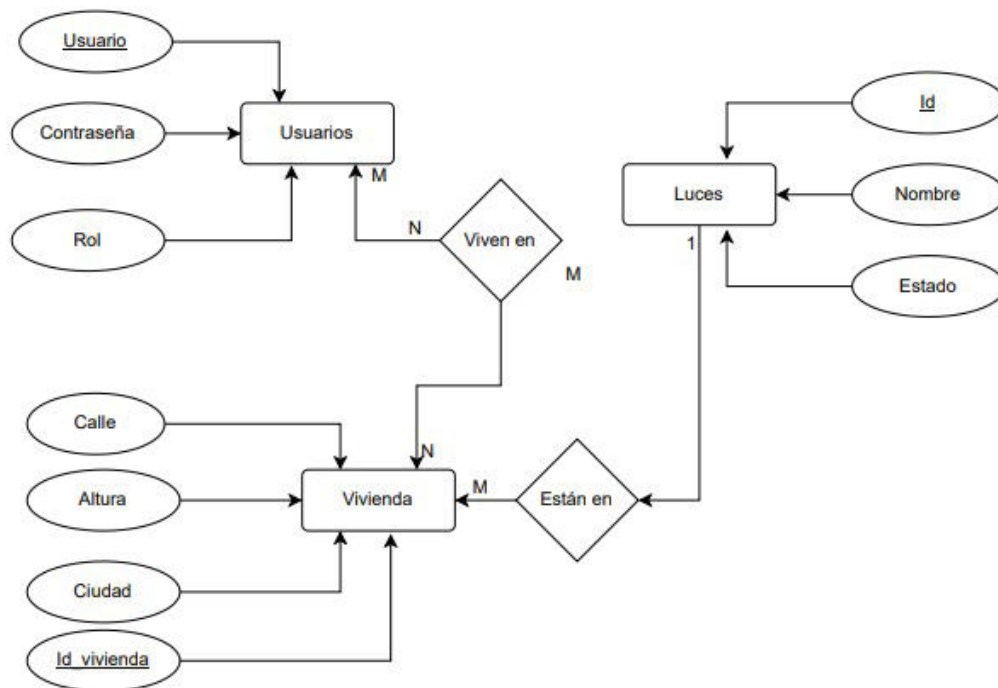 Usuario
Contraseña
Usuarios
M
Rol
N
Viven en
M
Id
Luces
Nombre
1
Estado
Calle
N
Altura
Vivienda
M
Están en
Ciudad
Id_vivienda